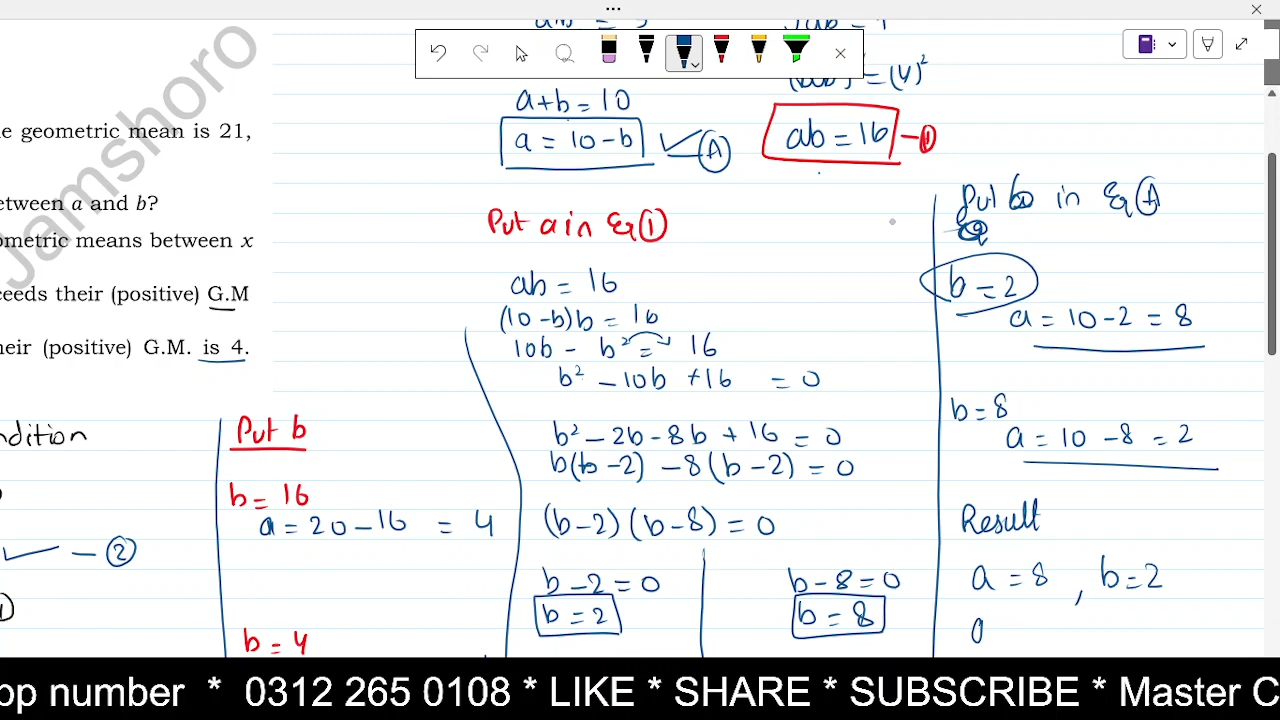 Jamshoro
e geometric mean is 21,
etween a and b?
ometric means between x
ceeds their (positive) G.M
heir (positive) G.M. is 4.
ndition
— ②
Put b
b = 16
a = 20 - 16 = 4
b = 4
a + b = 10
a = 10 - b
Ⓐ
= (4)²
ab = 16 — ①
Put a in Eq ①
ab = 16
(10 - b)b = 16
10b - b² = 16
b² - 10b + 16 = 0
b² - 2b - 8b + 16 = 0
b(b - 2) - 8(b - 2) = 0
(b - 2)(b - 8) = 0
b - 2 = 0
b = 2
b - 8 = 0
b = 8
Put b in Eq Ⓐ
b = 2
a = 10 - 2 = 8
b = 8
a = 10 - 8 = 2
Result
a = 8 , b = 2
pp number * 0312 265 0108 * LIKE * SHARE * SUBSCRIBE * Master C